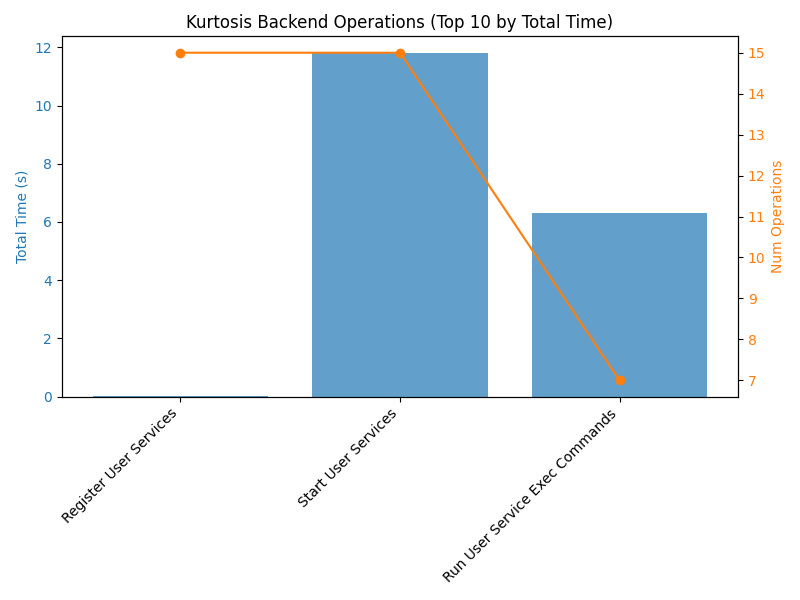 Kurtosis Backend Operations (Top 10 by Total Time)
12
10
8
6
4
2
0
Total Time (s)
15
14
13
12
11
10
9
8
7
Num Operations
Register User Services
Start User Services
Run User Service Exec Commands